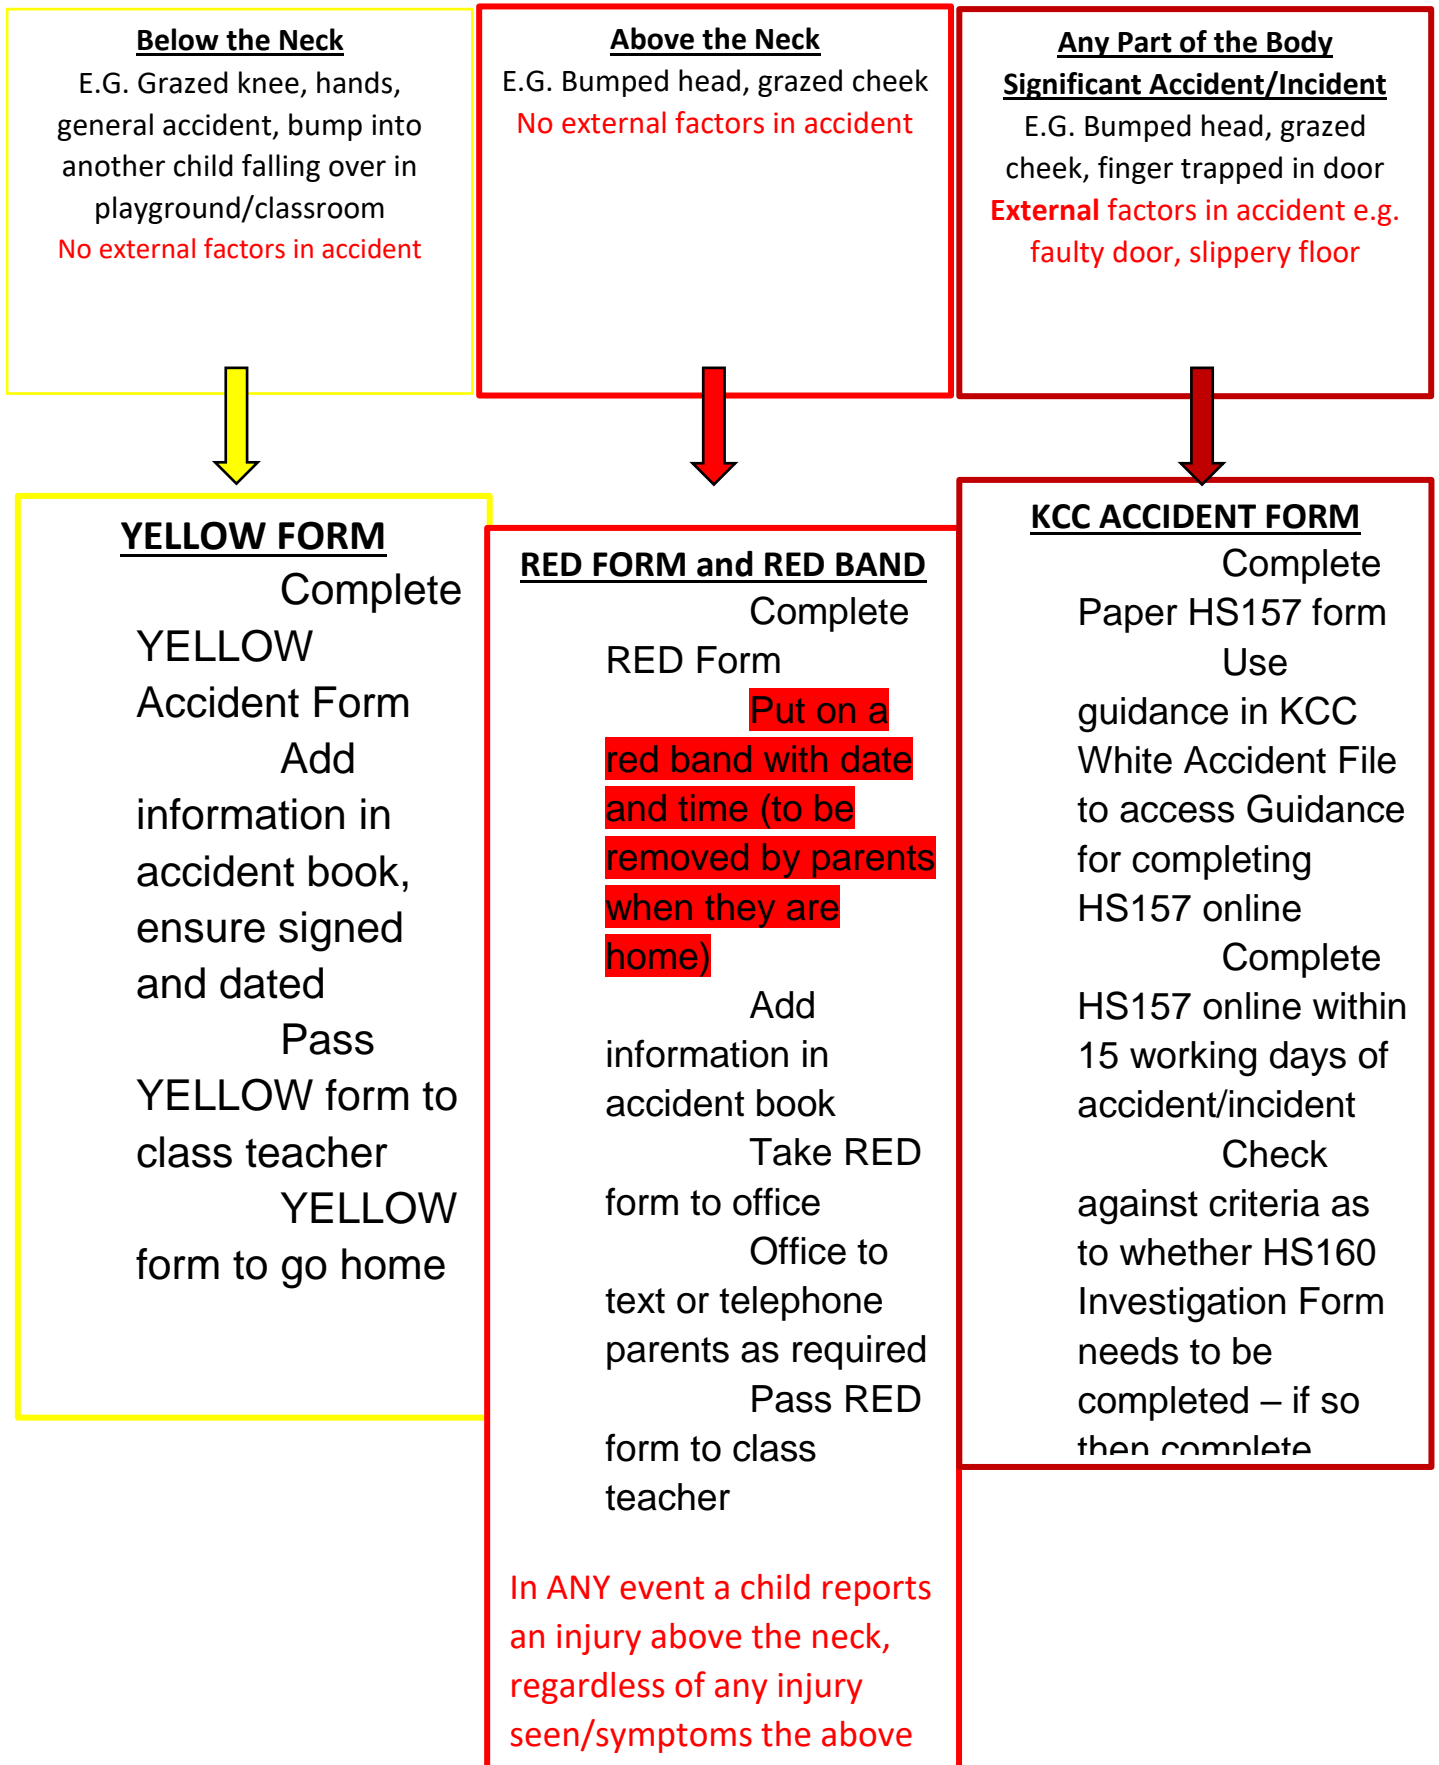 Below the Neck
E.G. Grazed knee, hands,
general accident, bump into
another child falling over in
playground/classroom
No external factors in accident
Above the Neck
E.G. Bumped head, grazed cheek
No external factors in accident
Any Part of the Body
Significant Accident/Incident
E.G. Bumped head, grazed
cheek, finger trapped in door
External factors in accident e.g.
faulty door, slippery floor
YELLOW FORM
Complete
YELLOW
Accident Form
Add
information in
accident book,
ensure signed
and dated
Pass
YELLOW form to
class teacher
YELLOW
form to go home
RED FORM and RED BAND
Complete
RED Form
Put on a
red band with date
and time (to be
removed by parents
when they are
home)
Add
information in
accident book
Take RED
form to office
Office to
text or telephone
parents as required
Pass RED
form to class
teacher
In ANY event a child reports
an injury above the neck,
regardless of any injury
seen/symptoms the above
KCC ACCIDENT FORM
Complete
Paper HS157 form
Use
guidance in KCC
White Accident File
to access Guidance
for completing
HS157 online
Complete
HS157 online within
15 working days of
accident/incident
Check
against criteria as
to whether HS160
Investigation Form
needs to be
completed – if so
then complete